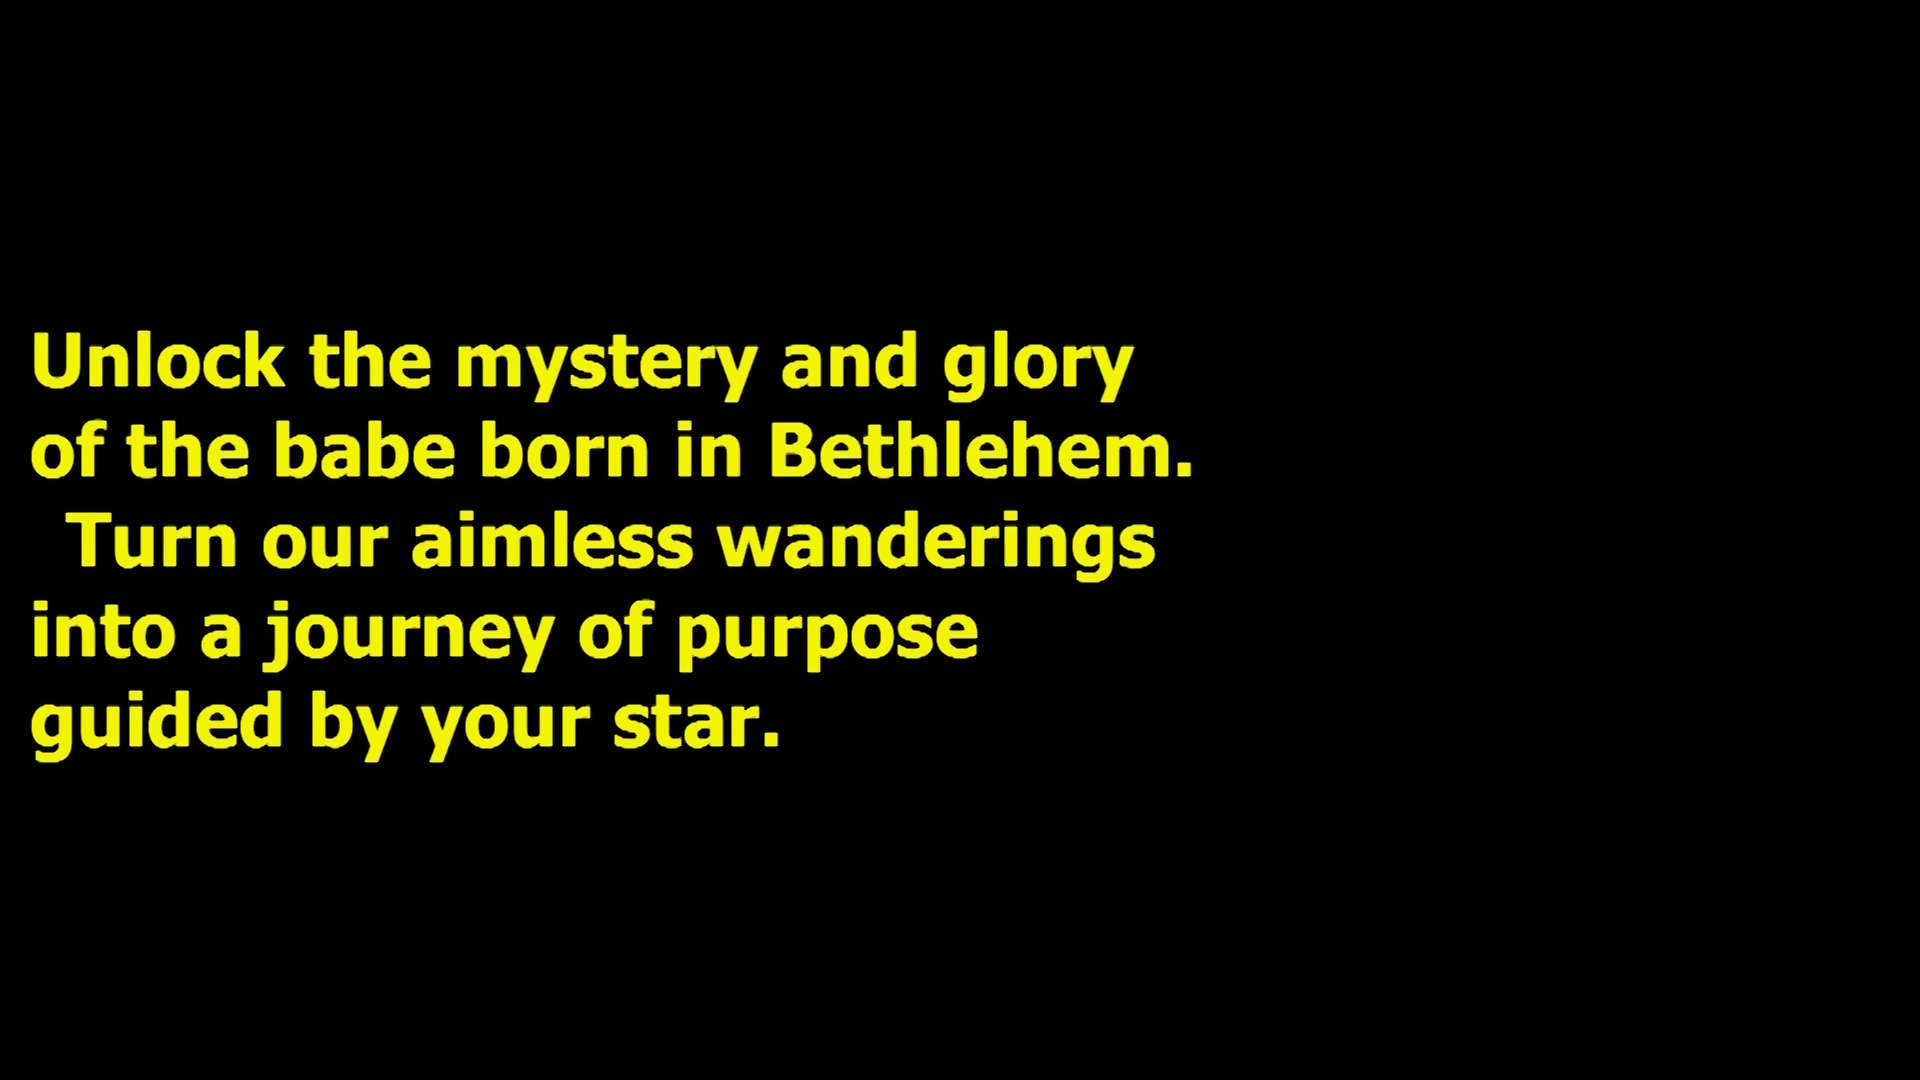 Unlock the mystery and glory
of the babe born in Bethlehem.
Turn our aimless wanderings
into a journey of purpose
guided by your star.